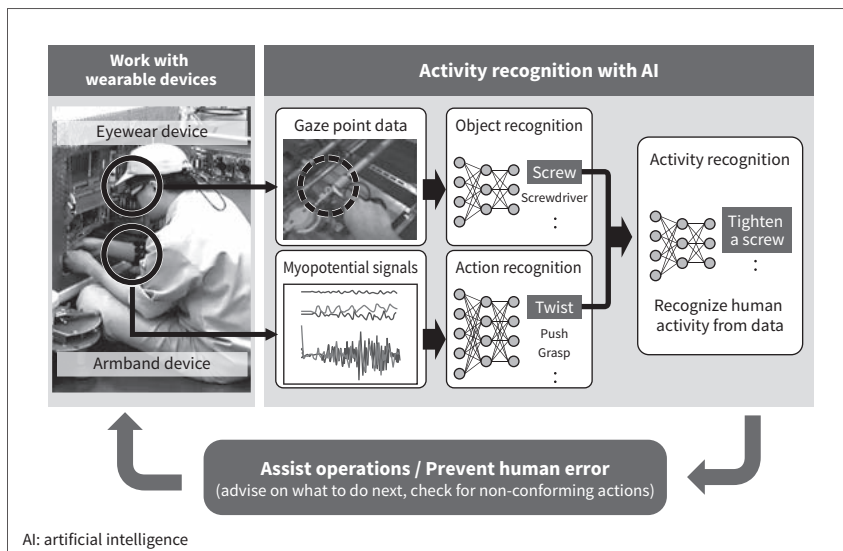 Work with
wearable devices
Activity recognition with AI
Eyewear device
Armband device
Gaze point data
Myopotential signals
Object recognition
Screw
Screwdriver
:
Action recognition
Twist
Push
Grasp
:
Activity recognition
Tighten
a screw
:
Recognize human
activity from data
Assist operations / Prevent human error
(advise on what to do next, check for non-conforming actions)
AI: artificial intelligence